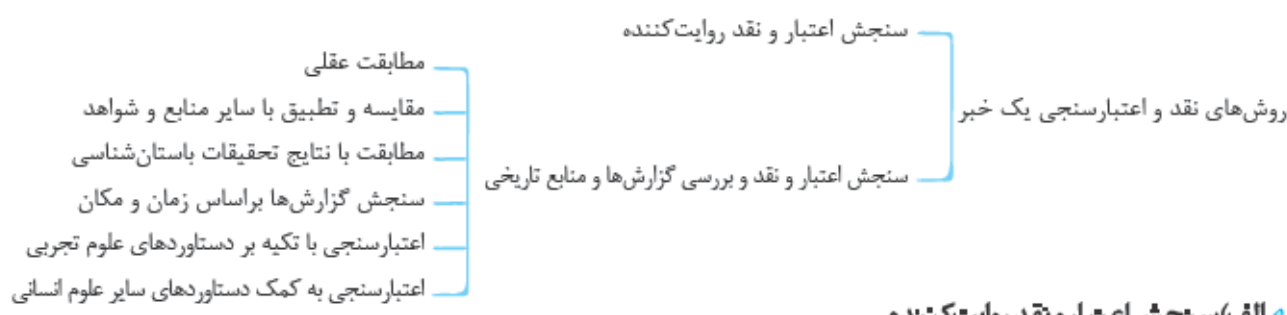 روش‌های نقد و اعتبارسنجی یک خبر
سنجش اعتبار و نقد روایت‌کننده
سنجش اعتبار و نقد و بررسی گزارش‌ها و منابع تاریخی
مطابقت عقلی
مقایسه و تطبیق با سایر منابع و شواهد
مطابقت با نتایج تحقیقات باستان‌شناسی
سنجش گزارش‌ها براساس زمان و مکان
اعتبارسنجی با تکیه بر دستاوردهای علوم تجربی
اعتبارسنجی به کمک دستاوردهای سایر علوم انسانی